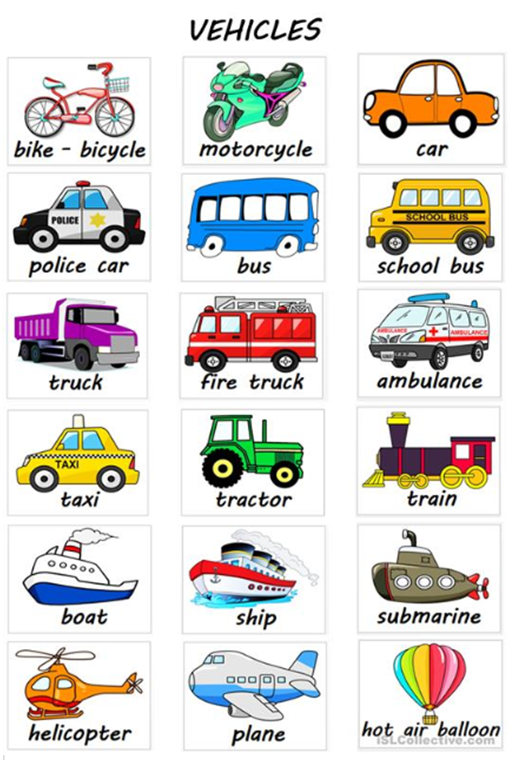 VEHICLES
bike - bicycle
motorcycle
car
POLICE
police car
bus
SCHOOL BUS
school bus
truck
fire truck
AMBULANCE
AMBULANCE
ambulance
TAXI
taxi
tractor
train
boat
ship
submarine
helicopter
plane
hot air balloon
iSLCollective.com